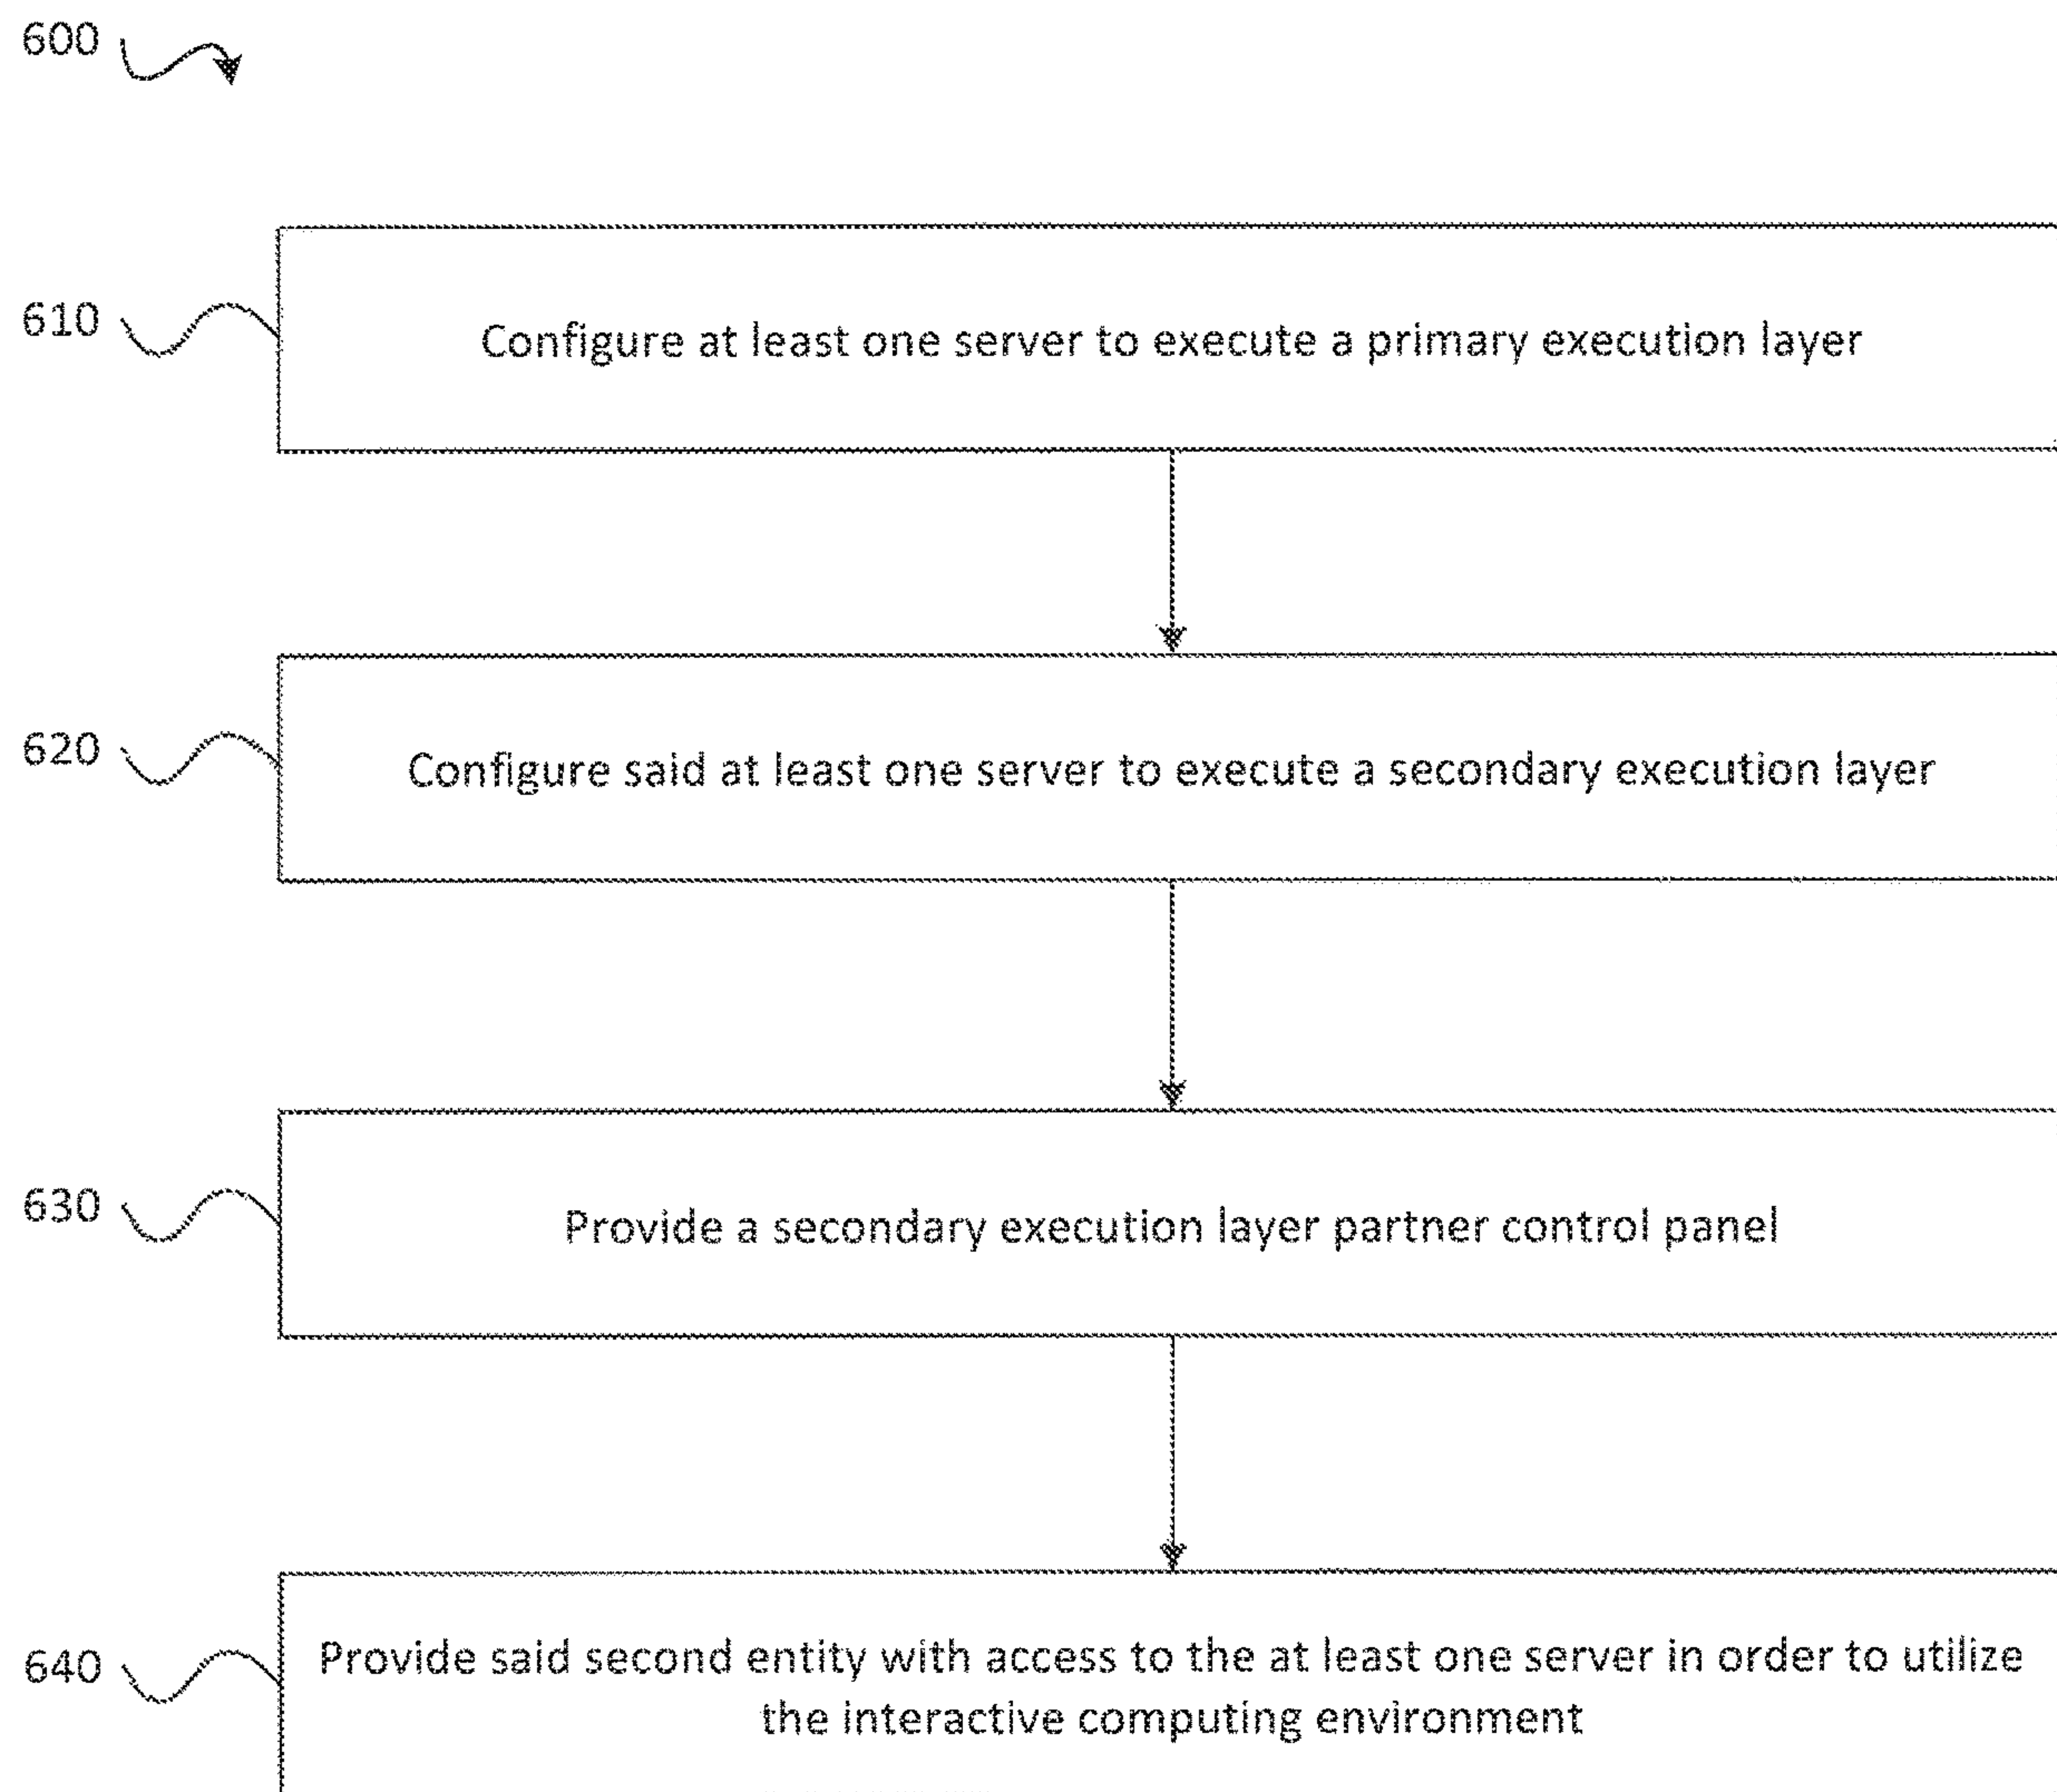 600
610
Configure at least one server to execute a primary execution layer
620
Configure said at least one server to execute a secondary execution layer
630
Provide a secondary execution layer partner control panel
640
Provide said second entity with access to the at least one server in order to utilize
the interactive computing environment